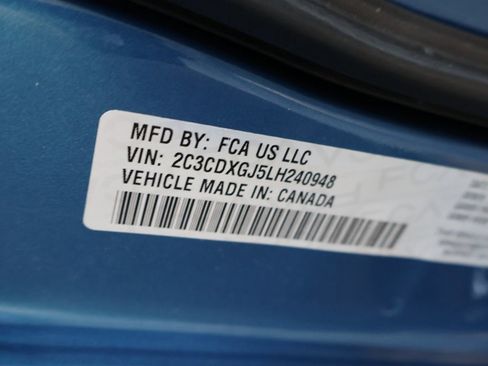 MFD BY: FCA US LLC
VIN: 2C3CDXGJ5LH240948
VEHICLE MADE IN: CANADA